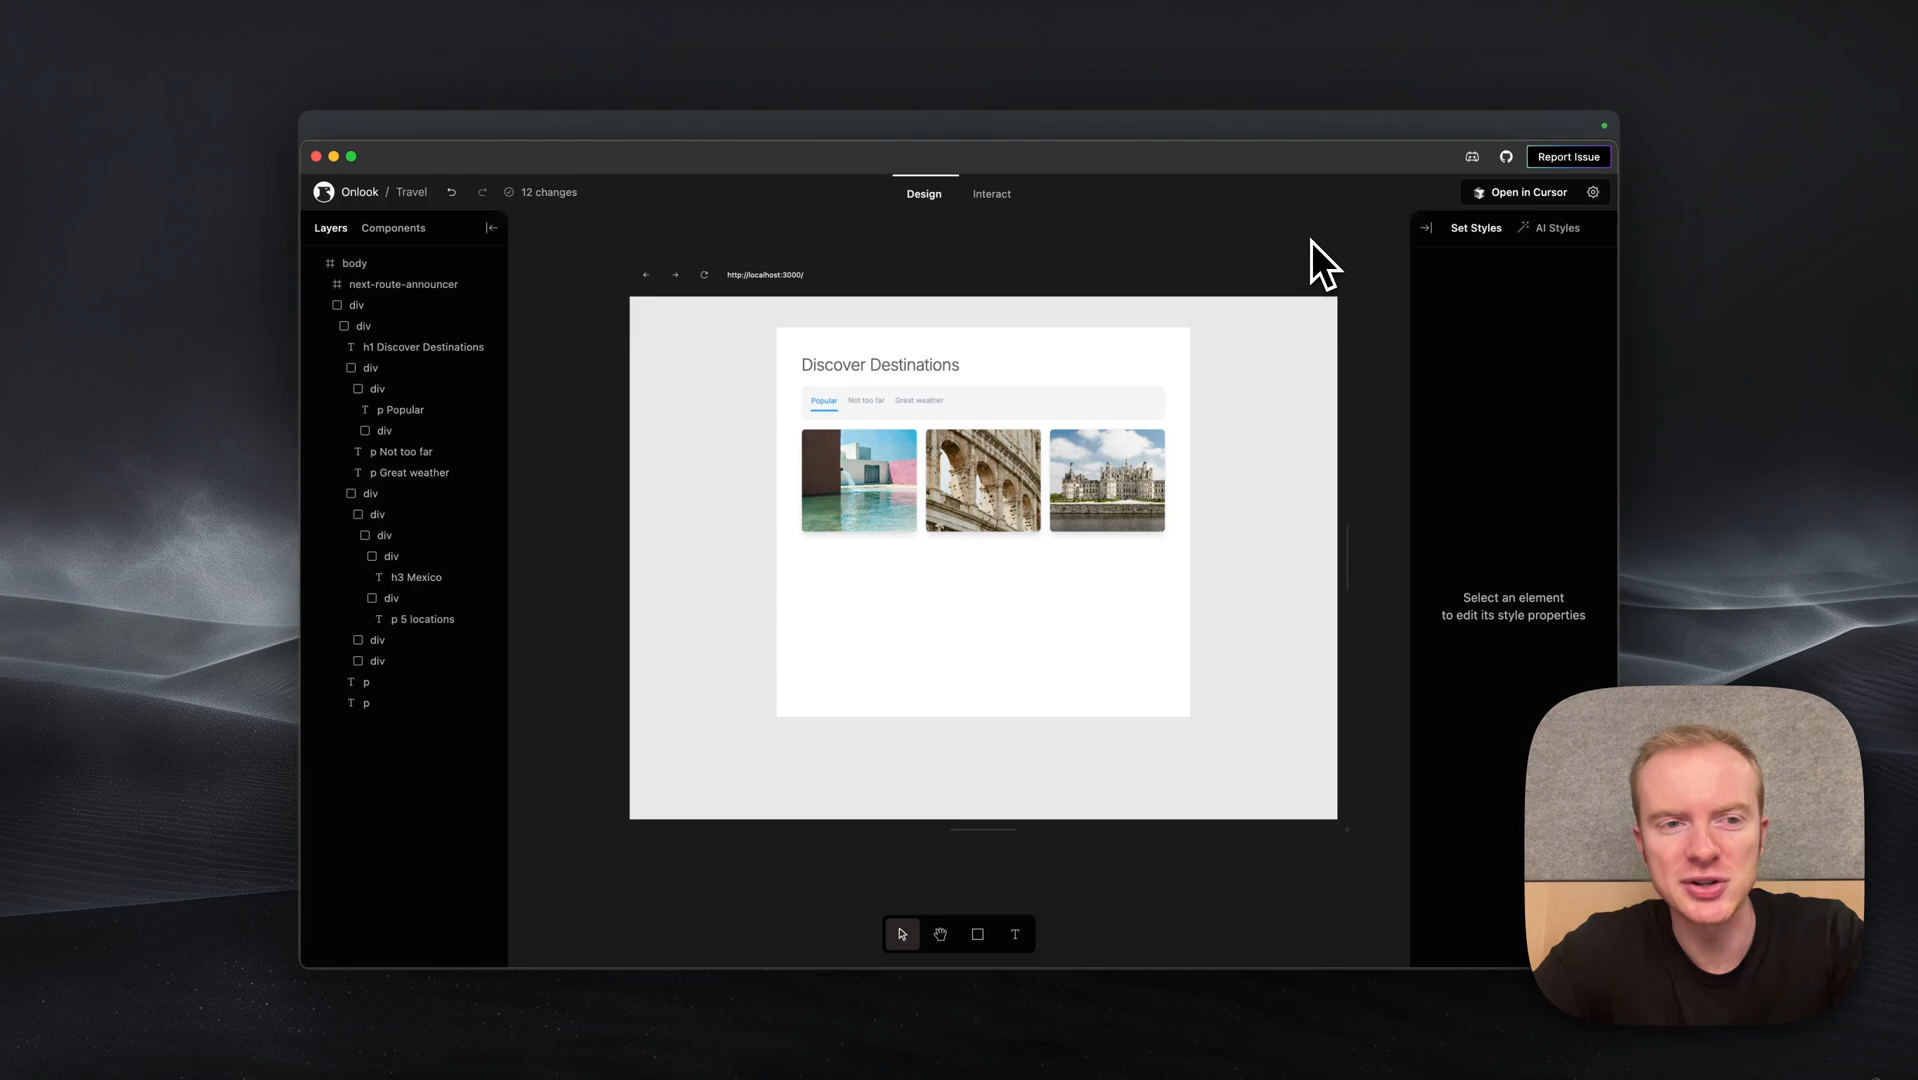 Report Issue
Onlook / Travel
12 changes
Design
Interact
Open in Cursor
Layers
Components
Set Styles
AI Styles
body
next-route-announcer
div
div
h1 Discover Destinations
div
div
p Popular
div
p Not too far
p Great weather
div
div
div
div
h3 Mexico
div
p 5 locations
div
div
p
p
http://localhost:3000/
Discover Destinations
Popular
Not too far
Great weather
Select an element
to edit its style properties